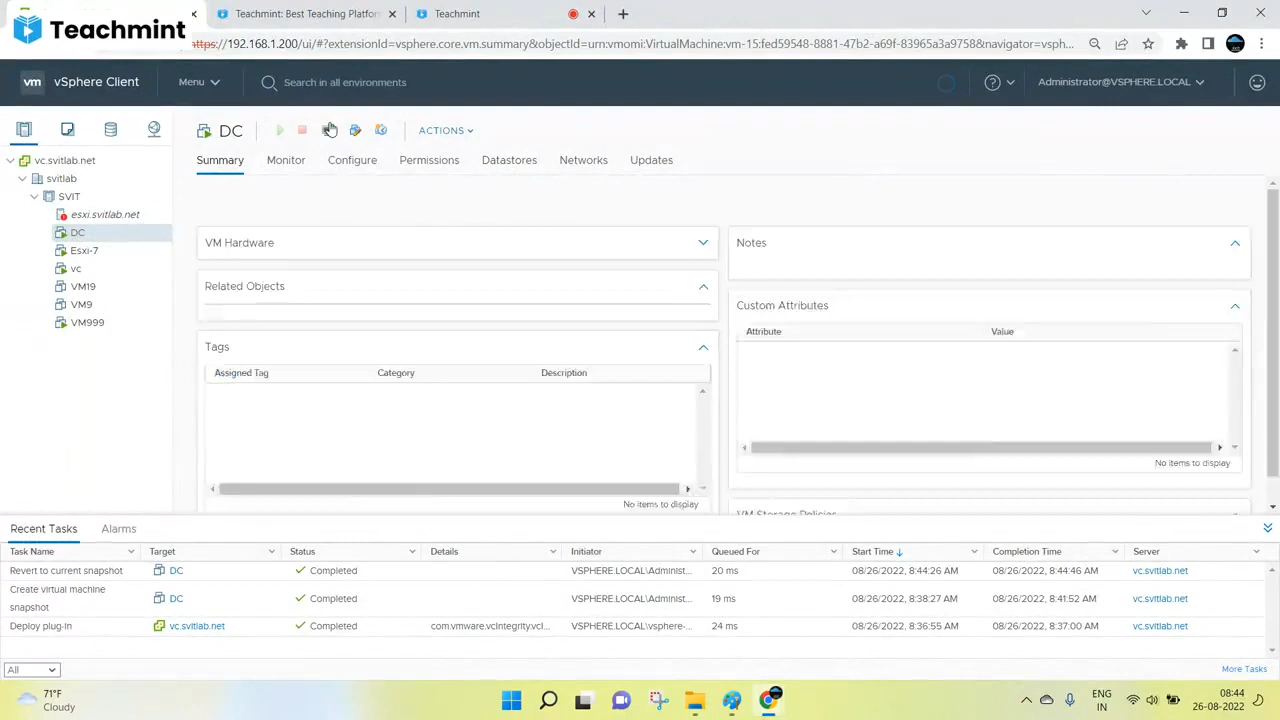 Teachmint: Best Teaching Platfor
Teachmint
Teachmint
https://192.168.1.200/ui/#?extensionId=vsphere.core.vm.summary&objectId=urn:vmomi:VirtualMachine:vm-15:
vm vSphere Client Menu Search in all environments Administrator@VSPHERE.LOCAL
DC ACTIONS
Summary Monitor Configure Permissions Datastores Networks Updates
vc.svitlab.net
svitlab
SVIT
esxi.svitlab.net
DC
Esxi-7
vc
VM19
VM9
VM999
VM Hardware
Related Objects
Tags
Assigned Tag Category Description
No items to display
Notes
Custom Attributes
Attribute Value
No items to display
VM Storage Policies
Recent Tasks Alarms
Task Name Target Status Details Initiator Queued For Start Time Completion Time Server
Revert to current snapshot DC Completed VSPHERE.LOCAL\Administ... 20 ms 08/26/2022, 8:44:26 AM 08/26/2022, 8:44:46 AM vc.svitlab.net
Create virtual machine
snapshot DC Completed VSPHERE.LOCAL\Administ... 19 ms 08/26/2022, 8:38:27 AM 08/26/2022, 8:41:52 AM vc.svitlab.net
Deploy plug-in vc.svitlab.net Completed com.vmware.vcIntegrity.vcI... VSPHERE.LOCAL\vsphere-... 24 ms 08/26/2022, 8:36:55 AM 08/26/2022, 8:37:00 AM vc.svitlab.net
All More Tasks
71°F
Cloudy
ENG
IN
08:44
26-08-2022